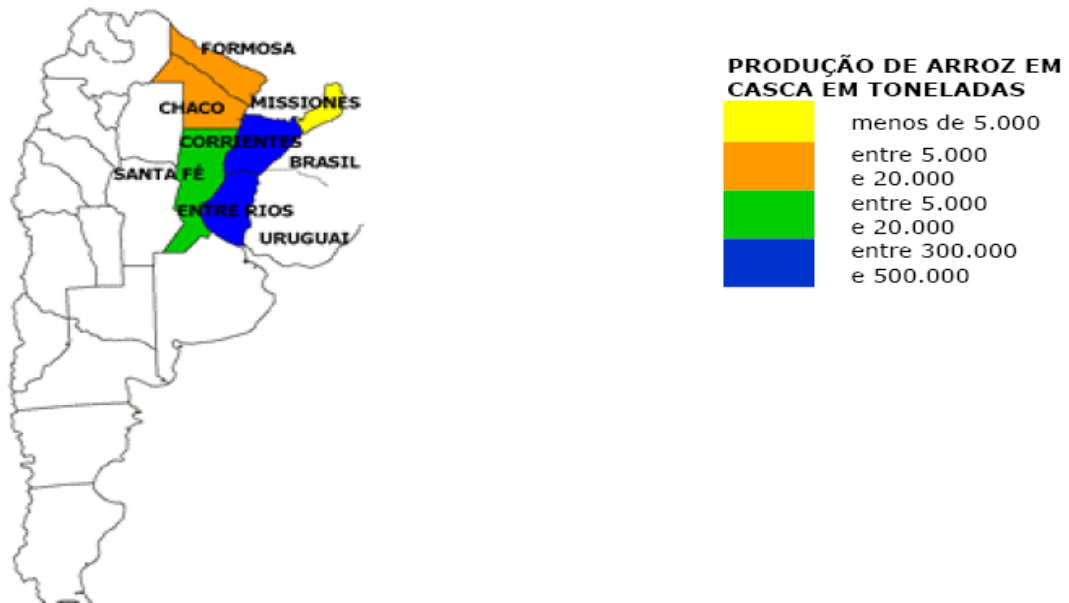 FORMOSA
CHACO
MISSIONES
CORRIENTES
BRASIL
SANTA FÉ
ENTRE RIOS
URUGUAI
PRODUÇÃO DE ARROZ EM
CASCA EM TONELADAS
menos de 5.000
entre 5.000
e 20.000
entre 5.000
e 20.000
entre 300.000
e 500.000